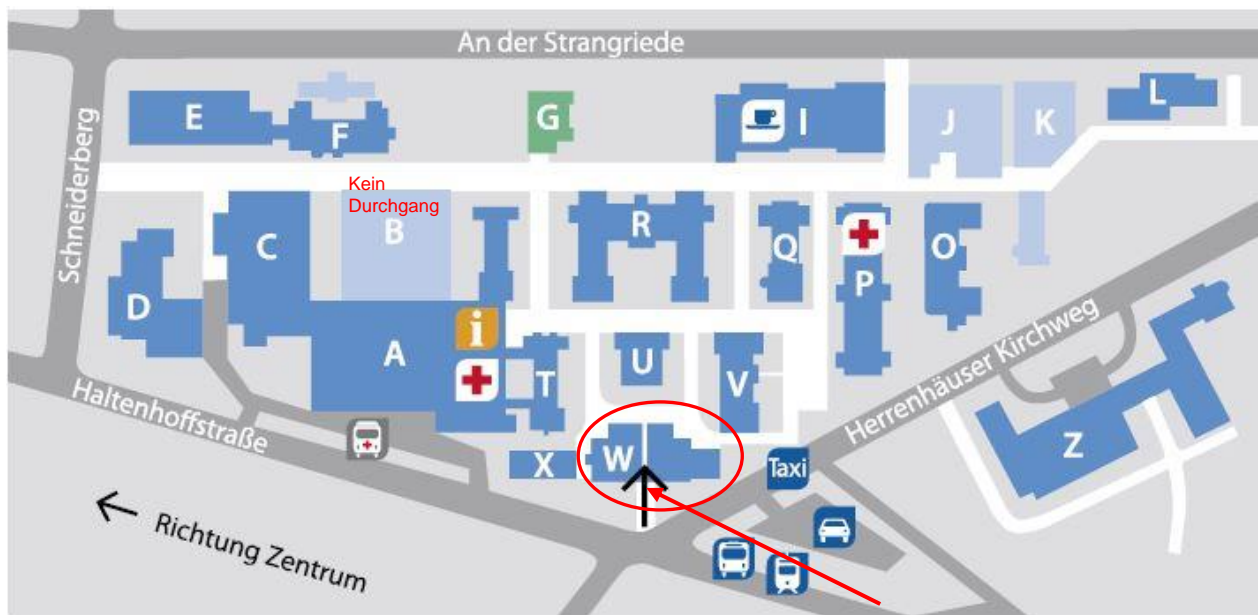 An der Strangriede
Schneiderberg
E
F
G
I
J
K
L
Kein
Durchgang
B
C
D
R
Q
P
O
A
i
T
U
V
Herrenhäuser Kirchweg
Haltenhoffstraße
X
W
Taxi
Z
Richtung Zentrum